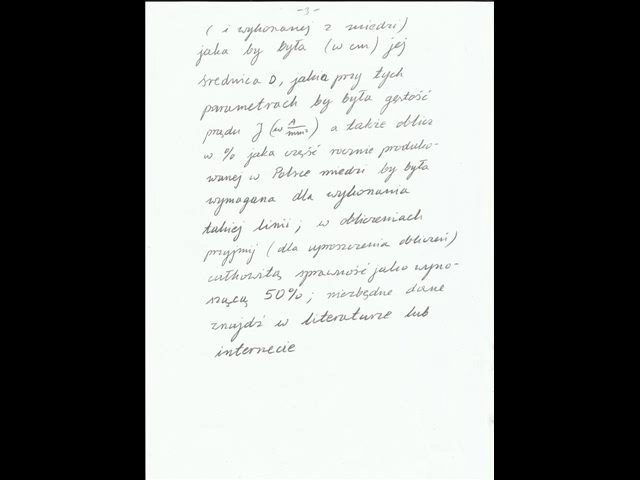 -3-
( i wykonanej z miedzi)
jaka by była (w cm) jej
średnica D, jakie przy tych
parametrach by była gęstość
prądu J (w A/mm²) a także oblicz
w % jaka część rocznie produko-
wanej w Polsce miedzi by była
wymagana dla wykonania
takiej linii; w obliczeniach
przyjmij (dla uproszczenia obliczeń)
całkowitą sprawność jako wyno-
szącą 50%; niezbędne dane
znajdź w literaturze lub
internecie